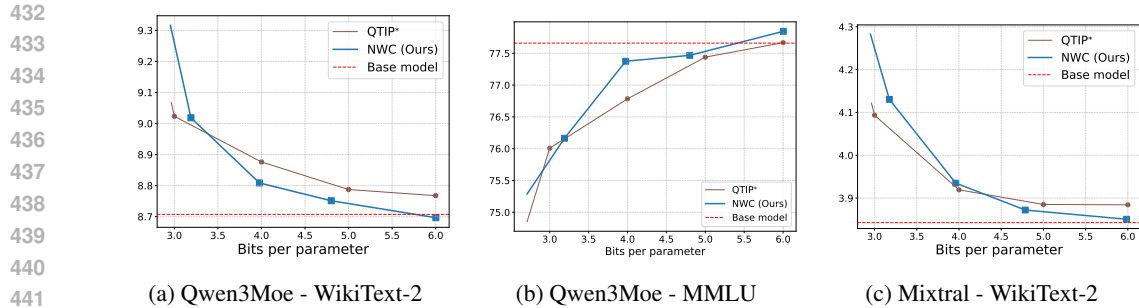 432
433
434
435
436
437
438
439
440
441
9.3
9.2
9.1
9.0
8.9
8.8
8.7
3.0 3.5 4.0 4.5 5.0 5.5 6.0
Bits per parameter
QTIP*
NWC (Ours)
Base model
(a) Qwen3Moe - WikiText-2
77.5
77.0
76.5
76.0
75.5
75.0
3.0 3.5 4.0 4.5 5.0 5.5 6.0
Bits per parameter
QTIP*
NWC (Ours)
Base model
(b) Qwen3Moe - MMLU
4.3
4.2
4.1
4.0
3.9
3.0 3.5 4.0 4.5 5.0 5.5 6.0
Bits per parameter
QTIP*
NWC (Ours)
Base model
(c) Mixtral - WikiText-2